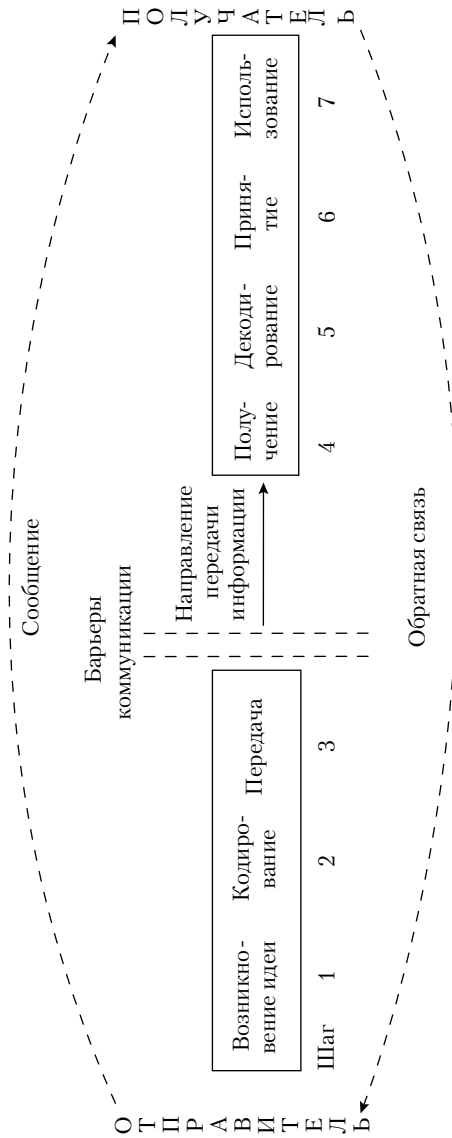 Сообщение
Барьеры
коммуникации
Направление
передачи
информации
ОТПРАВИТЕЛЬ
Возникно-
вение идеи
Кодиро-
вание
Передача
Полу-
чение
Декоди-
рование
Приня-
тие
Исполь-
зование
ПОЛУЧАТЕЛЬ
Шаг 1 2 3 4 5 6 7
Обратная связь